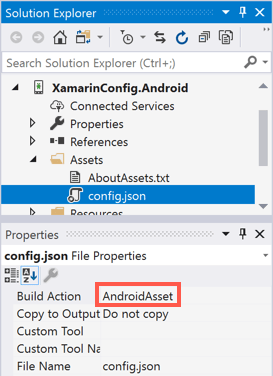 Solution Explorer
Search Solution Explorer (Ctrl+;)
XamarinConfig.Android
Connected Services
Properties
References
Assets
AboutAssets.txt
config.json
Resources
Properties
config.json File Properties
Build Action AndroidAsset
Copy to Output Do not copy
Custom Tool
Custom Tool Na
File Name config.json